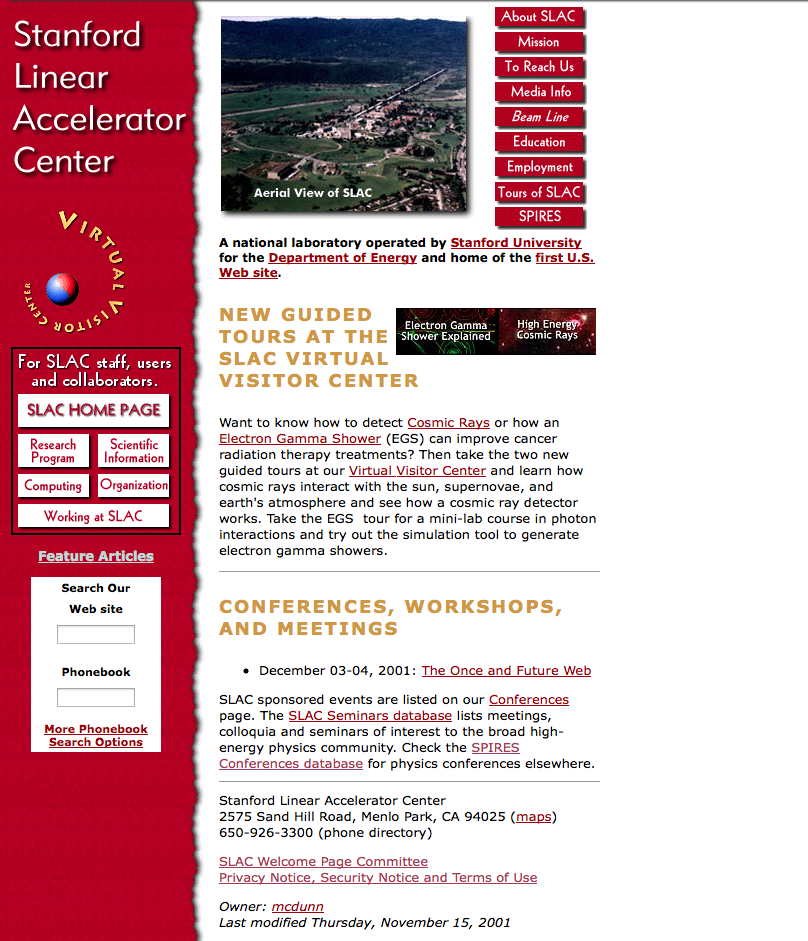 Stanford
Linear
Accelerator
Center
VIRTUAL VISITOR CENTER
For SLAC staff, users
and collaborators.
SLAC HOME PAGE
Research
Program
Scientific
Information
Computing
Organization
Working at SLAC
Feature Articles
Search Our
Web site
Phonebook
More Phonebook
Search Options
Aerial View of SLAC
About SLAC
Mission
To Reach Us
Media Info
Beam Line
Education
Employment
Tours of SLAC
SPIRES
A national laboratory operated by Stanford University
for the Department of Energy and home of the first U.S.
Web site.
NEW GUIDED
TOURS AT THE
SLAC VIRTUAL
VISITOR CENTER
Electron Gamma
Shower Explained
High Energy
Cosmic Rays
Want to know how to detect Cosmic Rays or how an
Electron Gamma Shower (EGS) can improve cancer
radiation therapy treatments? Then take the two new
guided tours at our Virtual Visitor Center and learn how
cosmic rays interact with the sun, supernovae, and
earth's atmosphere and see how a cosmic ray detector
works. Take the EGS  tour for a mini-lab course in photon
interactions and try out the simulation tool to generate
electron gamma showers.
CONFERENCES, WORKSHOPS,
AND MEETINGS
• December 03-04, 2001: The Once and Future Web
SLAC sponsored events are listed on our Conferences
page. The SLAC Seminars database lists meetings,
colloquia and seminars of interest to the broad high-
energy physics community. Check the SPIRES
Conferences database for physics conferences elsewhere.
Stanford Linear Accelerator Center
2575 Sand Hill Road, Menlo Park, CA 94025 (maps)
650-926-3300 (phone directory)
SLAC Welcome Page Committee
Privacy Notice, Security Notice and Terms of Use
Owner: mcdunn
Last modified Thursday, November 15, 2001